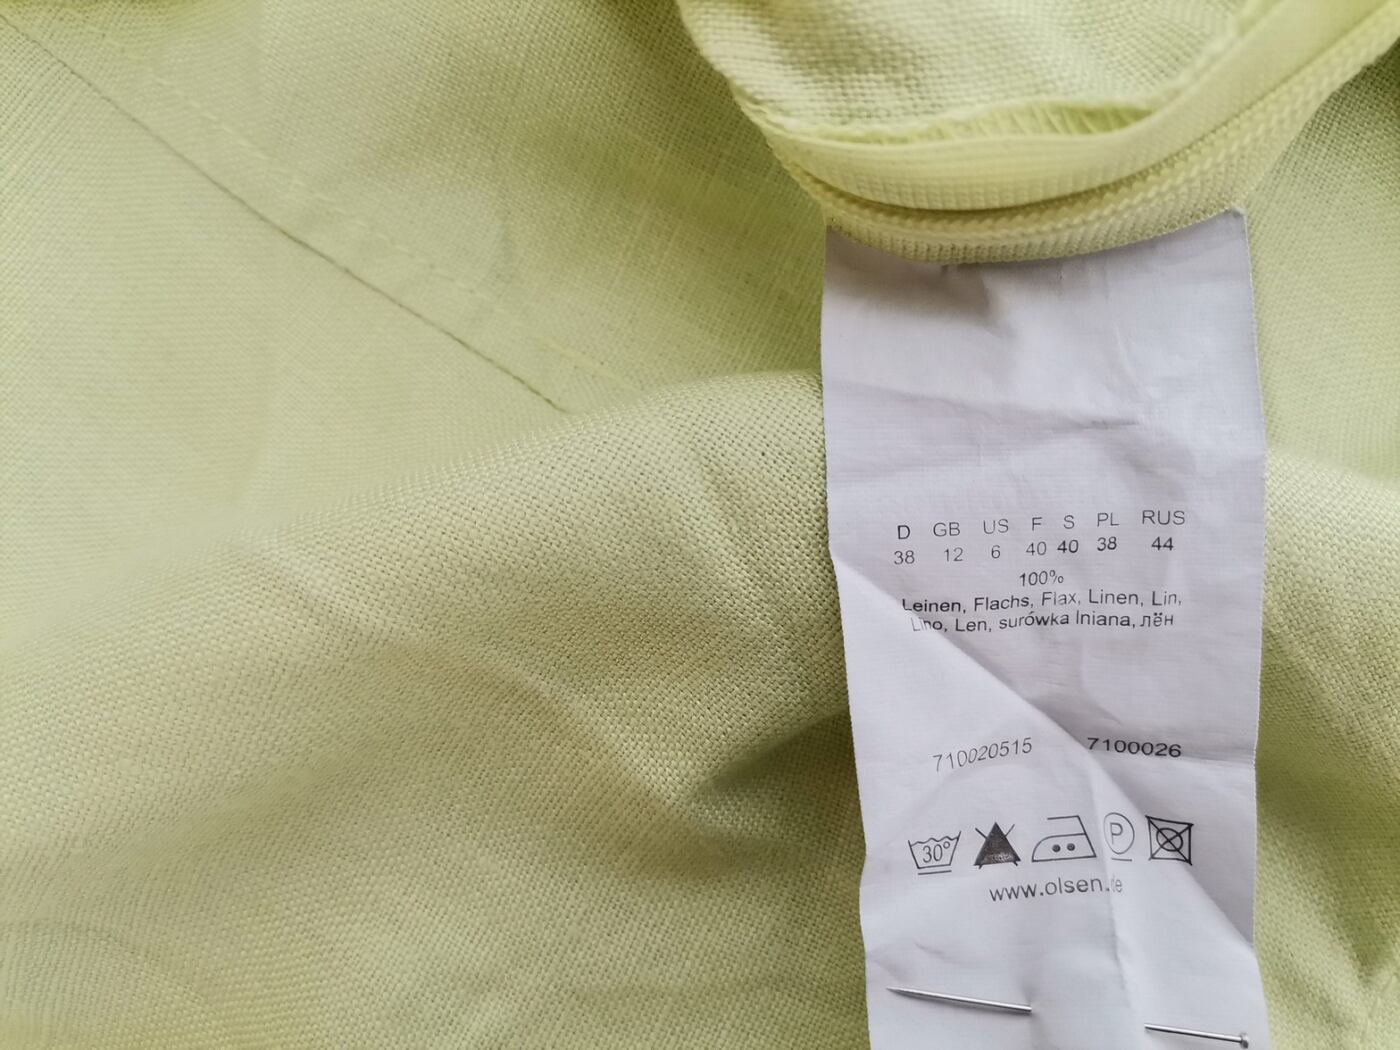 D GB US F S PL RUS
38 12 6 40 40 38 44
100%
Leinen, Flachs, Flax, Linen, Lin,
Lino, Len, surówka lniana, лён
710020515 7100026
30° P
www.olsen.de